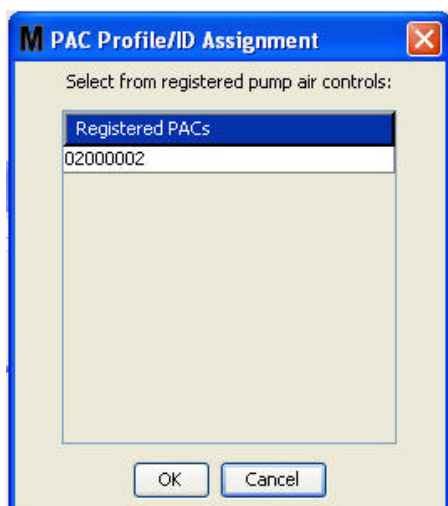 M PAC Profile/ID Assignment
Select from registered pump air controls:
Registered PACs
02000002
OK Cancel